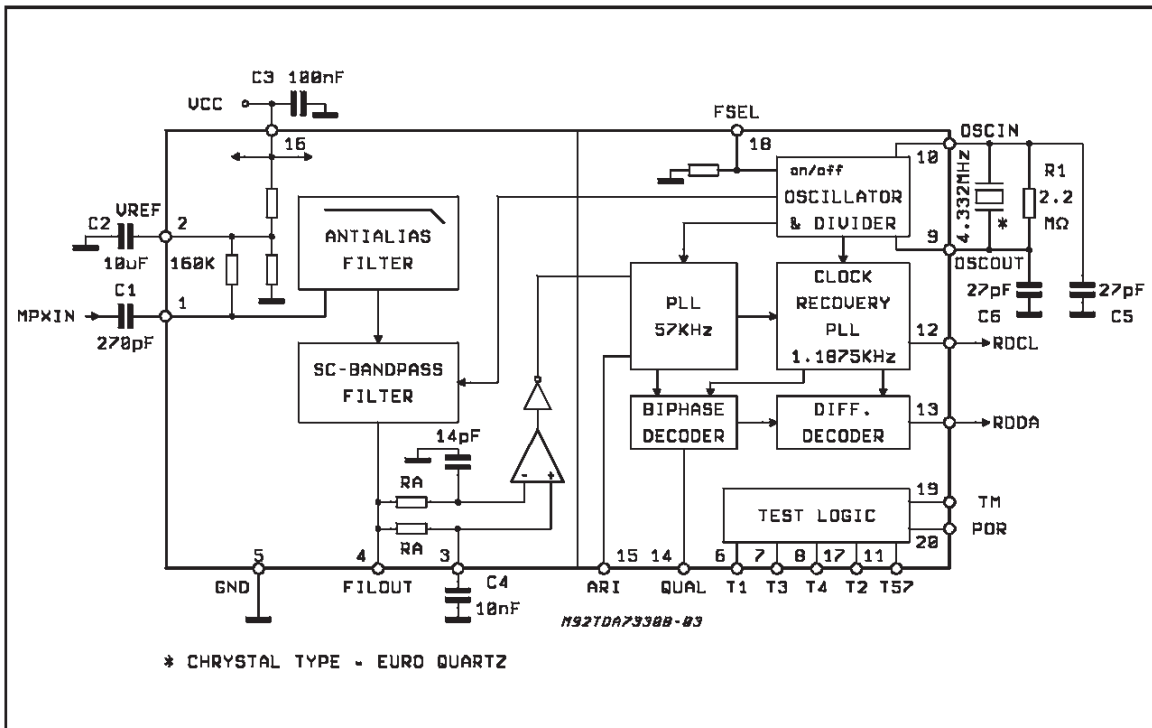 C3 100nF
VCC
FSEL
16
18
OSCIN
10
on/off
OSCILLATOR
& DIVIDER
4.332MHz
*
R1
2.2
MΩ
C2
VREF
2
10uF
160K
ANTIALIAS
FILTER
9
OSCOUT
C1
1
MPXIN
270pF
PLL
57KHz
CLOCK
RECOVERY
PLL
1.1875KHz
27pF
C6
27pF
C5
12
RDCL
SC-BANDPASS
FILTER
BIPHASE
DECODER
DIFF.
DECODER
13
RDDA
14pF
- +
RA
RA
TEST LOGIC
19
TM
POR
20
5
4
3
15
14
6
7
8
17
11
GND
FILOUT
C4
10nF
ARI
QUAL
T1
T3
T4
T2
T57
M92TDA7330B-03
* CHRYSTAL TYPE - EURO QUARTZ